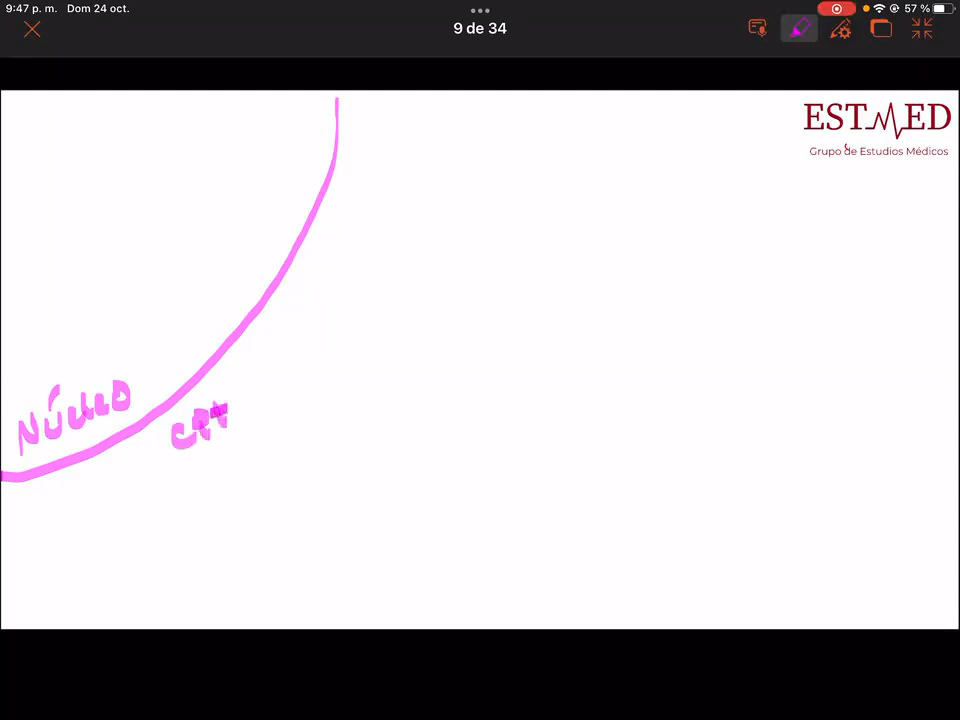 9:47 p. m. Dom 24 oct.
57 %
9 de 34
ESTMED
Grupo de Estudios Médicos
NÚCLEO